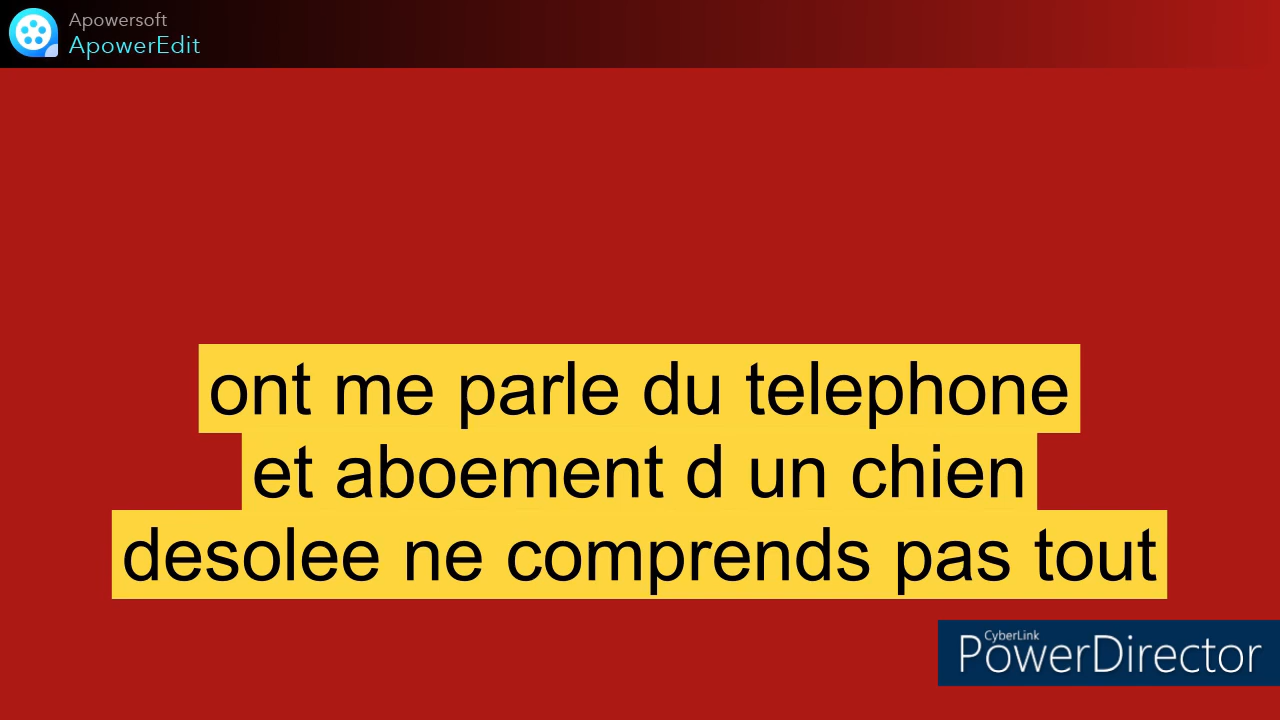 Apowersoft
ApowerEdit
ont me parle du telephone
et aboement d un chien
desolee ne comprends pas tout
CyberLink
PowerDirector